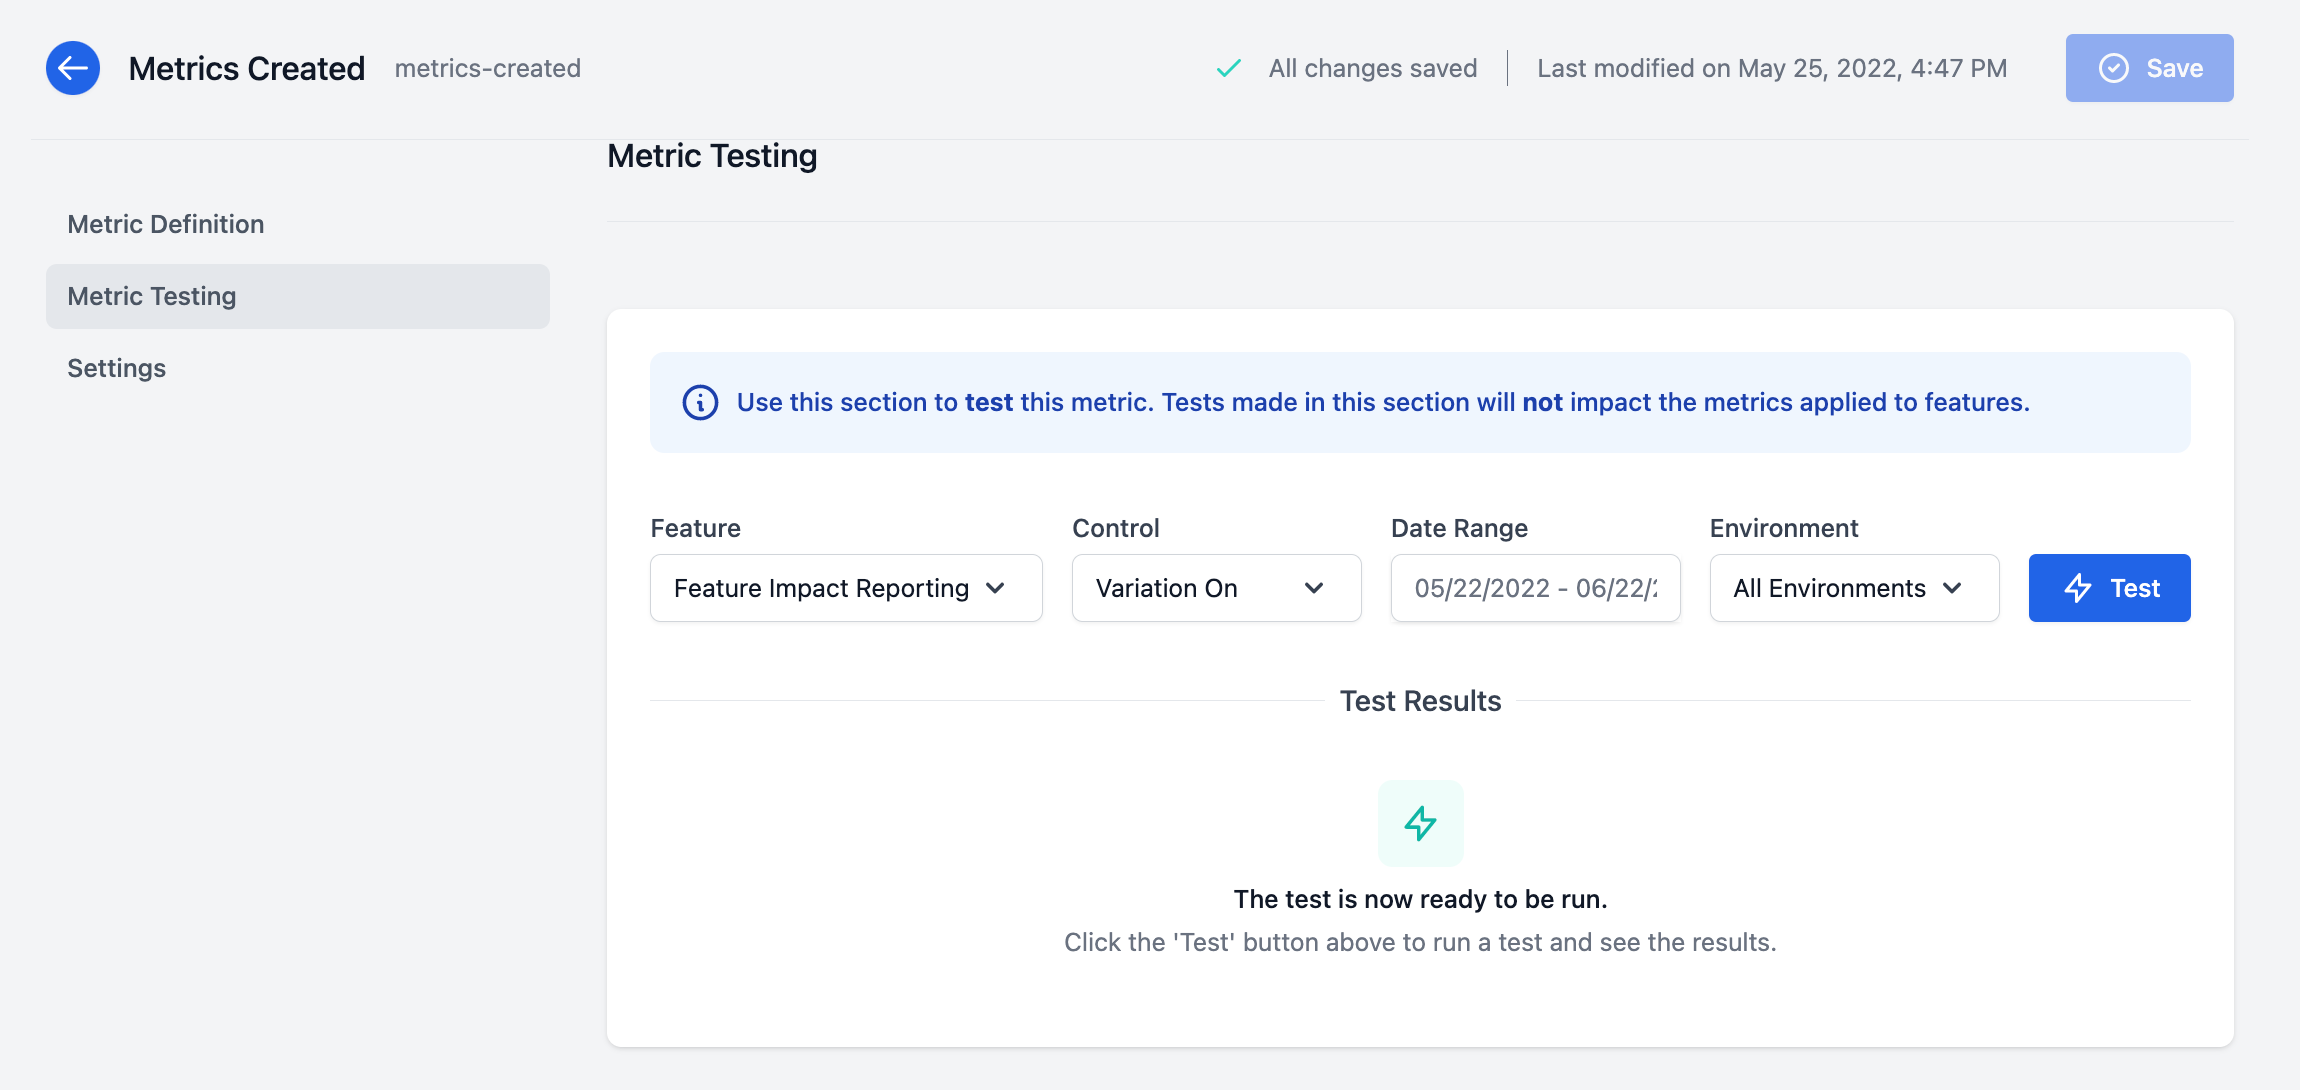 Metrics Created metrics-created
All changes saved
Last modified on May 25, 2022, 4:47 PM
Save
Metric Definition
Metric Testing
Settings
Metric Testing
Use this section to test this metric. Tests made in this section will not impact the metrics applied to features.
Feature
Feature Impact Reporting
Control
Variation On
Date Range
05/22/2022 - 06/22/
Environment
All Environments
Test
Test Results
The test is now ready to be run.
Click the 'Test' button above to run a test and see the results.